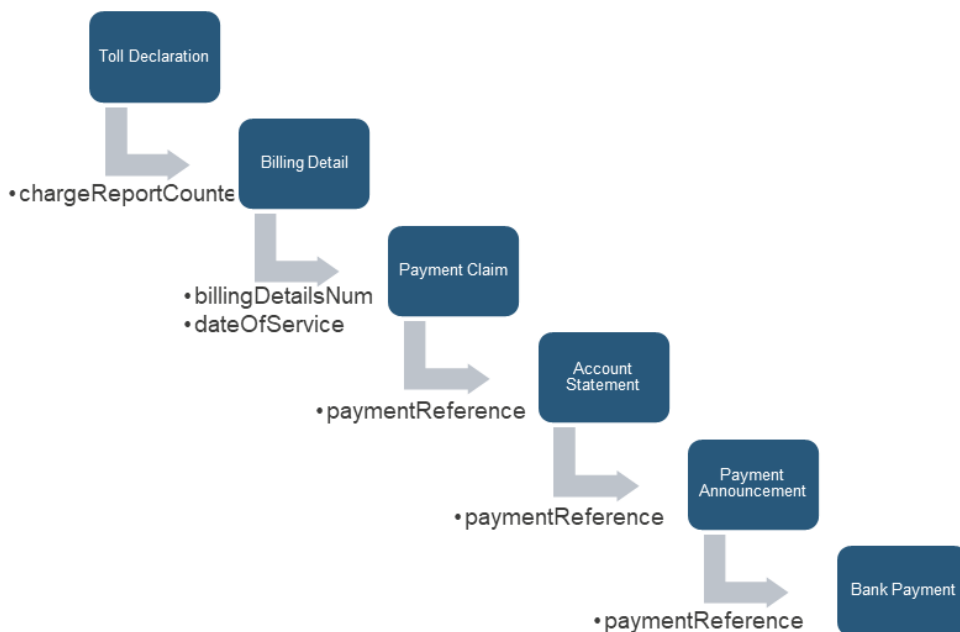 Toll Declaration
• chargeReportCounte
Billing Detail
• billingDetailsNum
• dateOfService
Payment Claim
• paymentReference
Account
Statement
• paymentReference
Payment
Announcement
• paymentReference
Bank Payment